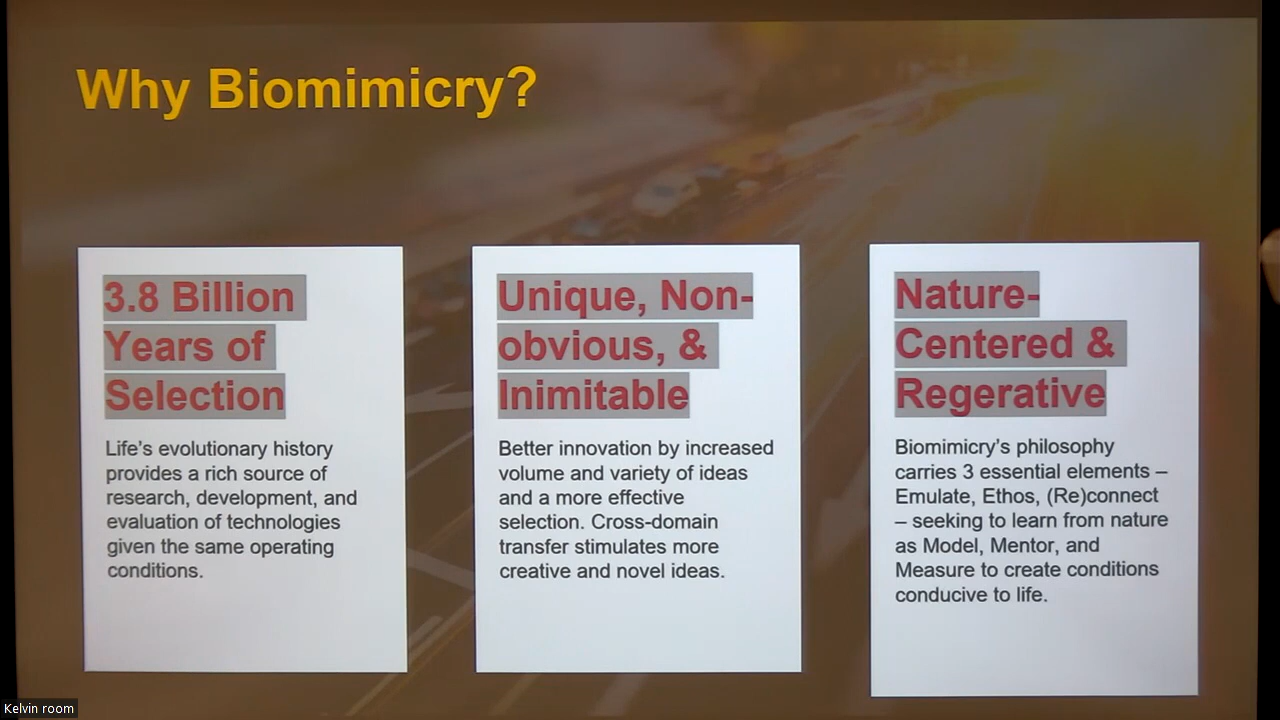 Why Biomimicry?
3.8 Billion
Years of
Selection
Life's evolutionary history
provides a rich source of
research, development, and
evaluation of technologies
given the same operating
conditions.
Unique, Non-
obvious, &
Inimitable
Better innovation by increased
volume and variety of ideas
and a more effective
selection. Cross-domain
transfer stimulates more
creative and novel ideas.
Nature-
Centered &
Regerative
Biomimicry's philosophy
carries 3 essential elements –
Emulate, Ethos, (Re)connect
– seeking to learn from nature
as Model, Mentor, and
Measure to create conditions
conducive to life.
Kelvin room